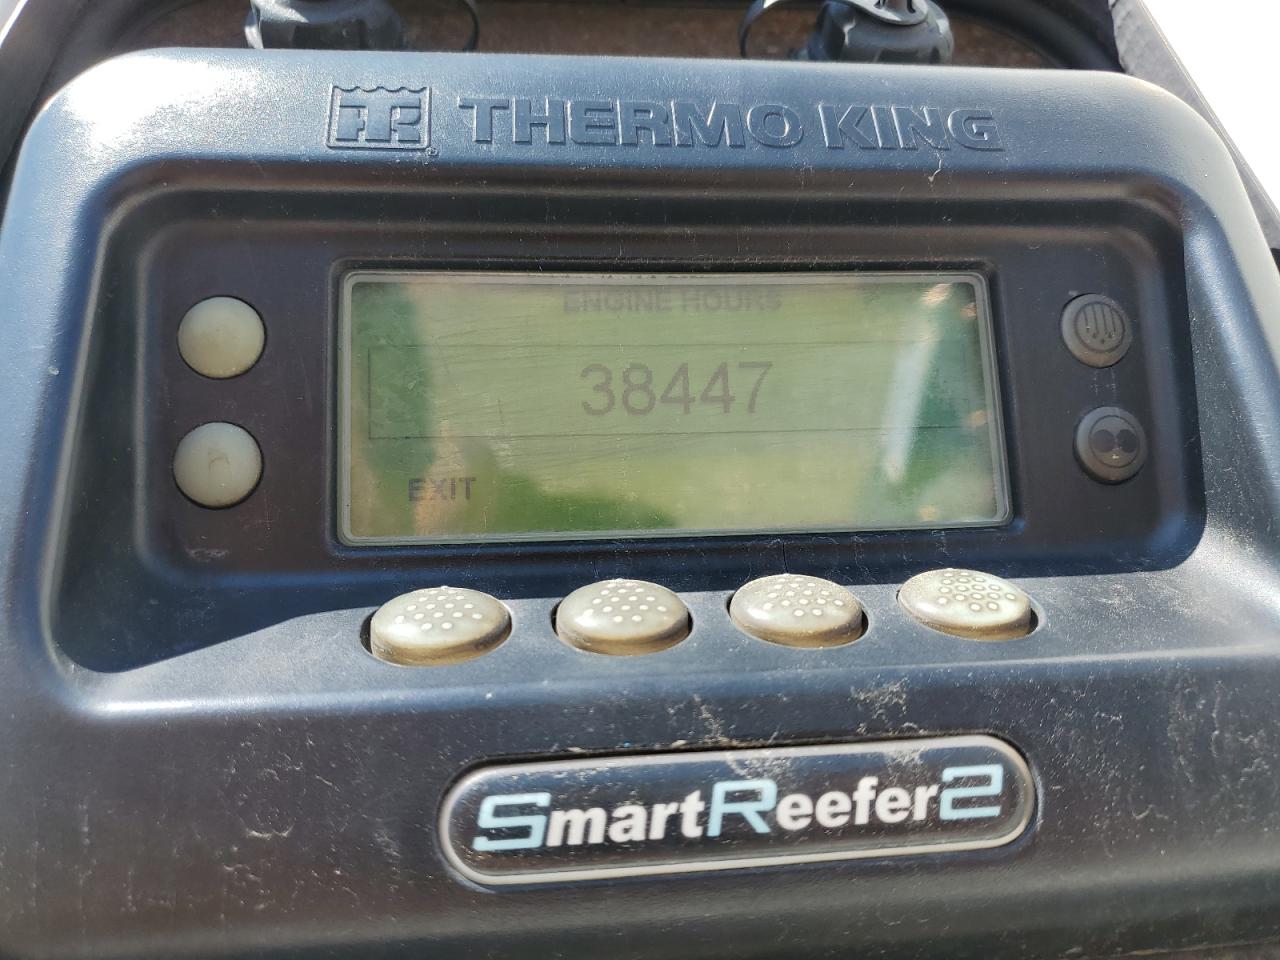 THERMO KING
ENGINE HOURS
38447
EXIT
SmartReefer2